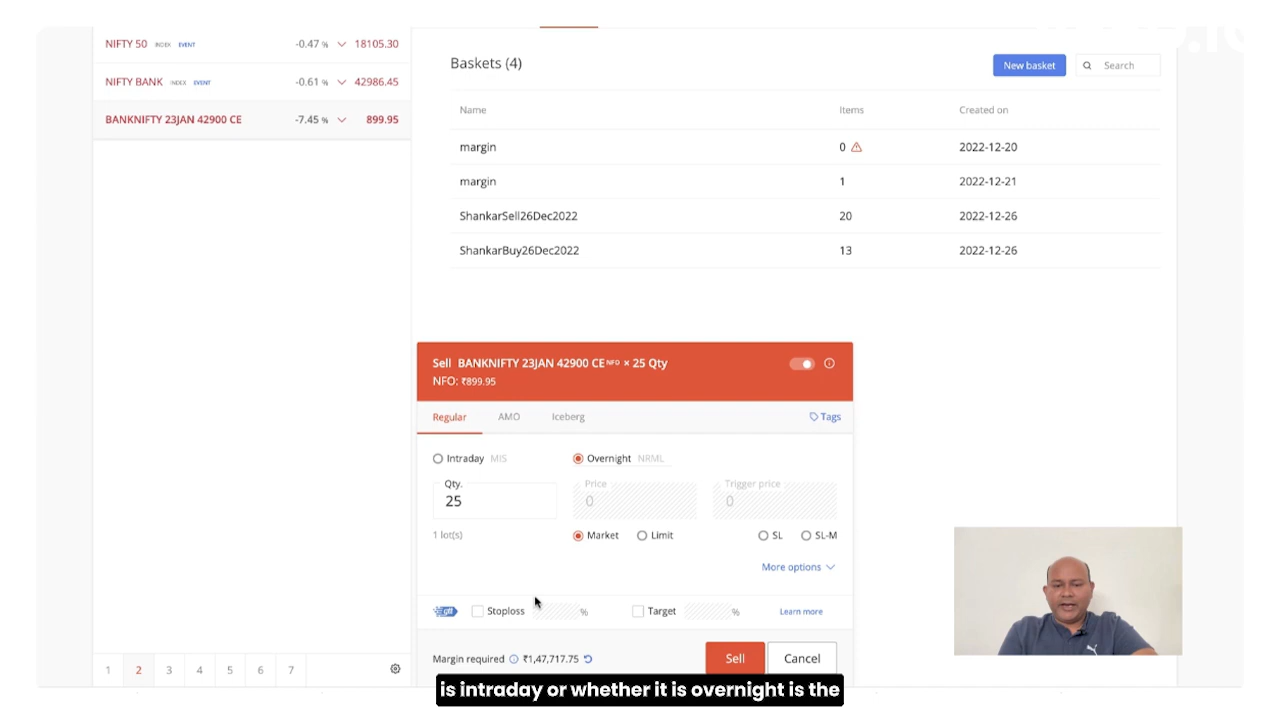 NIFTY 50 INDEX EVENT -0.47 % 18105.30
NIFTY BANK INDEX EVENT -0.61 % 42986.45
BANKNIFTY 23JAN 42900 CE -7.45 % 899.95
1 2 3 4 5 6 7
Baskets (4)
New basket
Search
Name Items Created on
margin 0 2022-12-20
margin 1 2022-12-21
ShankarSell26Dec2022 20 2022-12-26
ShankarBuy26Dec2022 13 2022-12-26
Sell BANKNIFTY 23JAN 42900 CE NFO × 25 Qty
NFO: ₹899.95
Regular AMO Iceberg Tags
Intraday MIS Overnight NRML
Qty. Price Trigger price
25 0 0
1 lot(s) Market Limit SL SL-M
More options
GTT Stoploss % Target % Learn more
Margin required ₹1,47,717.75 Sell Cancel
is intraday or whether it is overnight is the